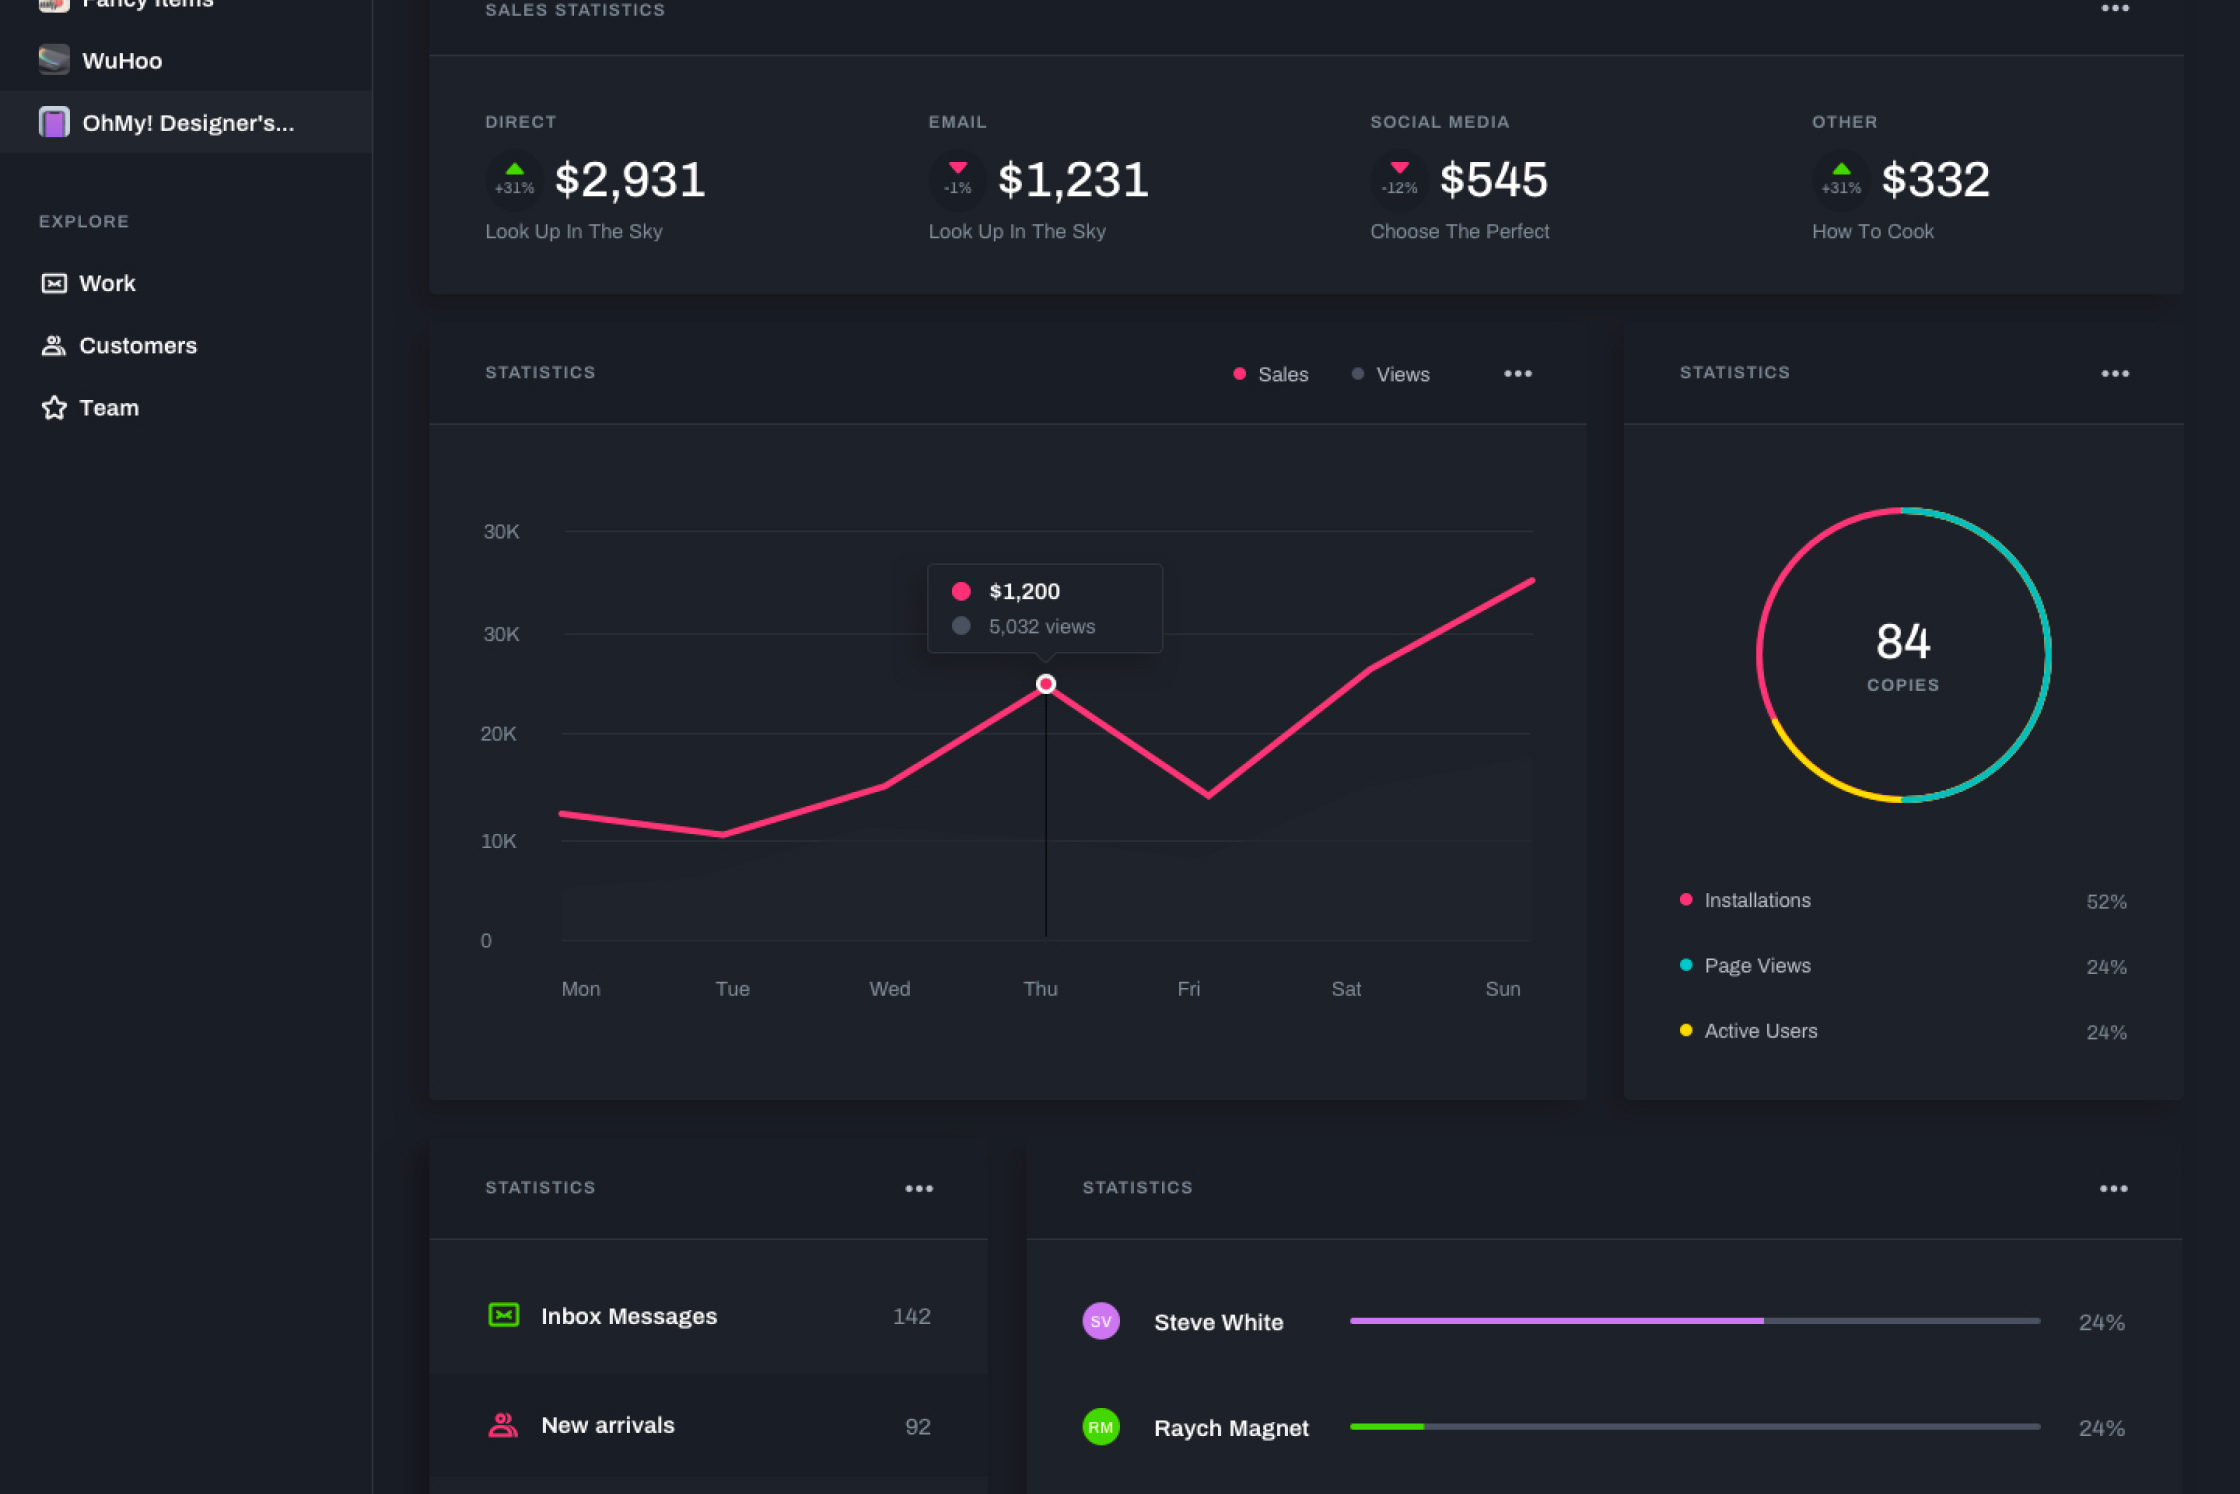 Fancy Items
WuHoo
OhMy! Designer's...
EXPLORE
Work
Customers
Team
SALES STATISTICS
DIRECT
+31%
$2,931
Look Up In The Sky
EMAIL
-1%
$1,231
Look Up In The Sky
SOCIAL MEDIA
-12%
$545
Choose The Perfect
OTHER
+31%
$332
How To Cook
STATISTICS
Sales
Views
30K
30K
20K
10K
0
$1,200
5,032 views
Mon
Tue
Wed
Thu
Fri
Sat
Sun
STATISTICS
84
COPIES
Installations 52%
Page Views 24%
Active Users 24%
STATISTICS
Inbox Messages 142
New arrivals 92
STATISTICS
SV Steve White 24%
RM Raych Magnet 24%